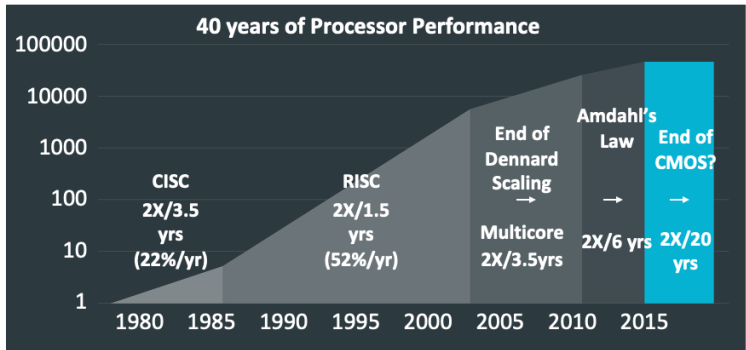 40 years of Processor Performance
100000
10000
1000
100
10
1
CISC
2X/3.5
yrs
(22%/yr)
RISC
2X/1.5
yrs
(52%/yr)
End of
Dennard
Scaling
→
Multicore
2X/3.5yrs
Amdahl's
Law
→
2X/6 yrs
End of
CMOS?
→
2X/20
yrs
1980 1985 1990 1995 2000 2005 2010 2015